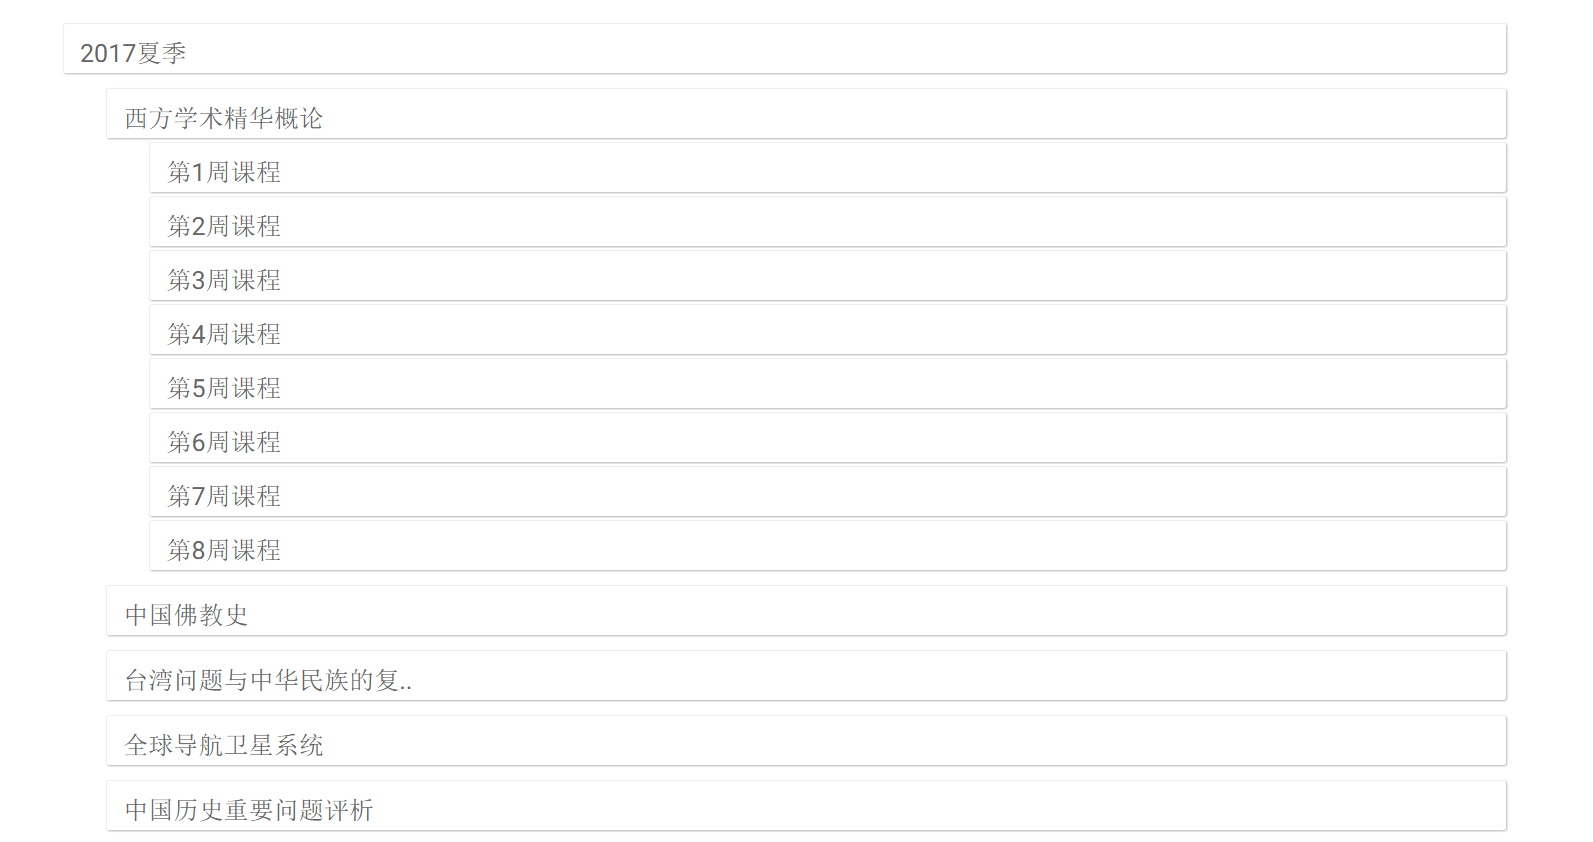 2017夏季
西方学术精华概论
第1周课程
第2周课程
第3周课程
第4周课程
第5周课程
第6周课程
第7周课程
第8周课程
中国佛教史
台湾问题与中华民族的复..
全球导航卫星系统
中国历史重要问题评析